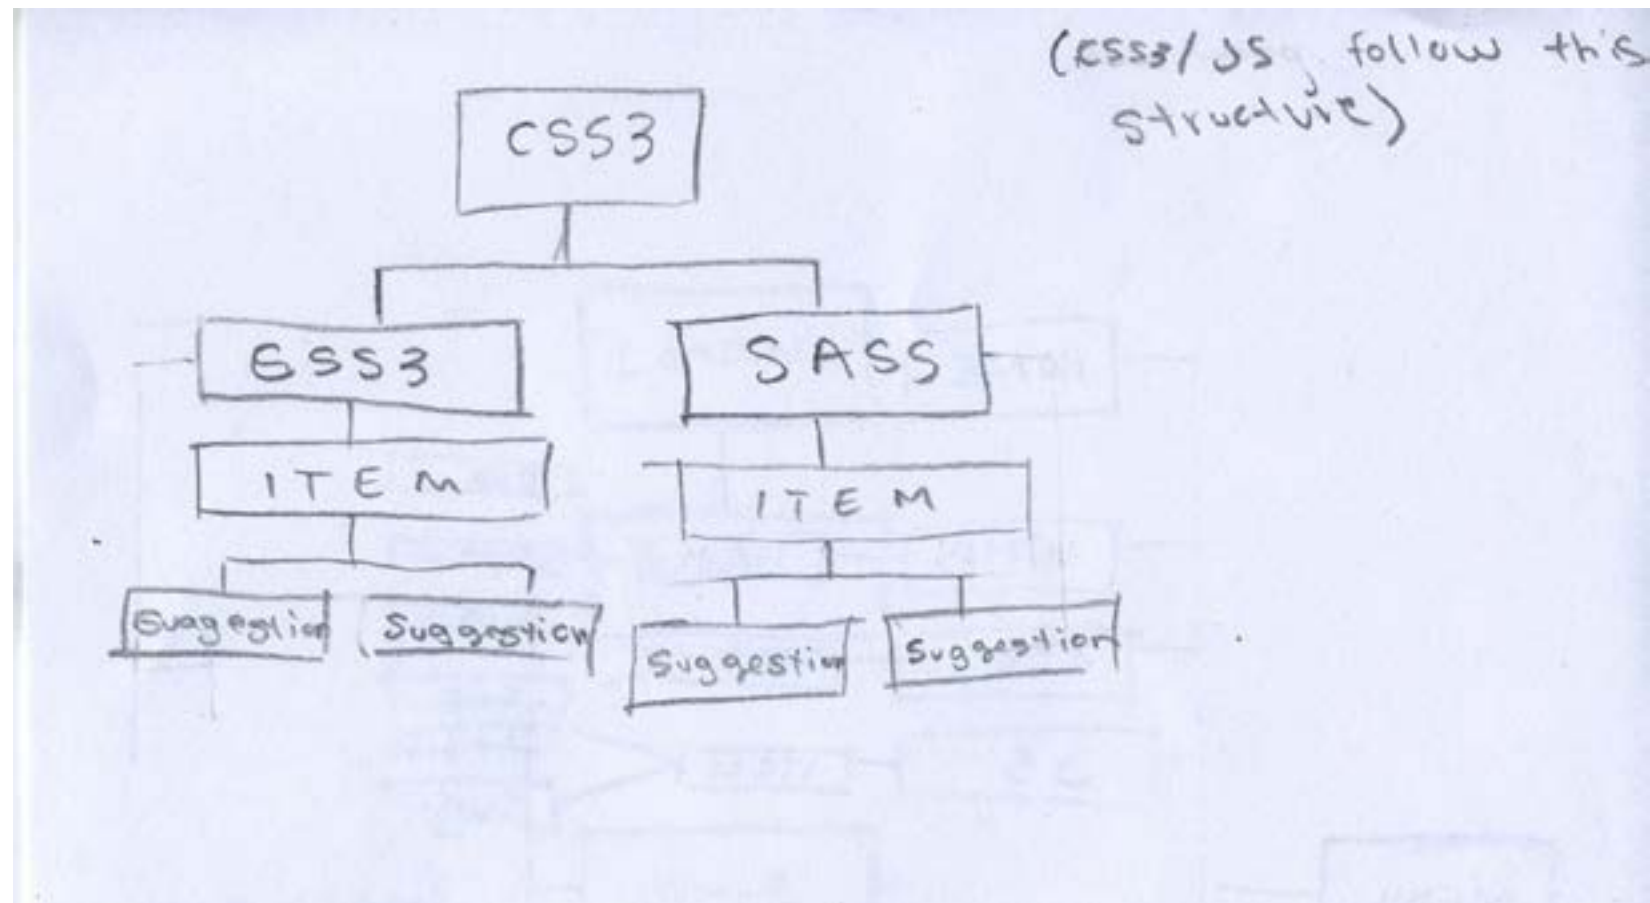 (CSS3/JS follow this
structure)
CSS3
CSS3
SASS
ITEM
ITEM
Suggestion
Suggestion
Suggestion
Suggestion